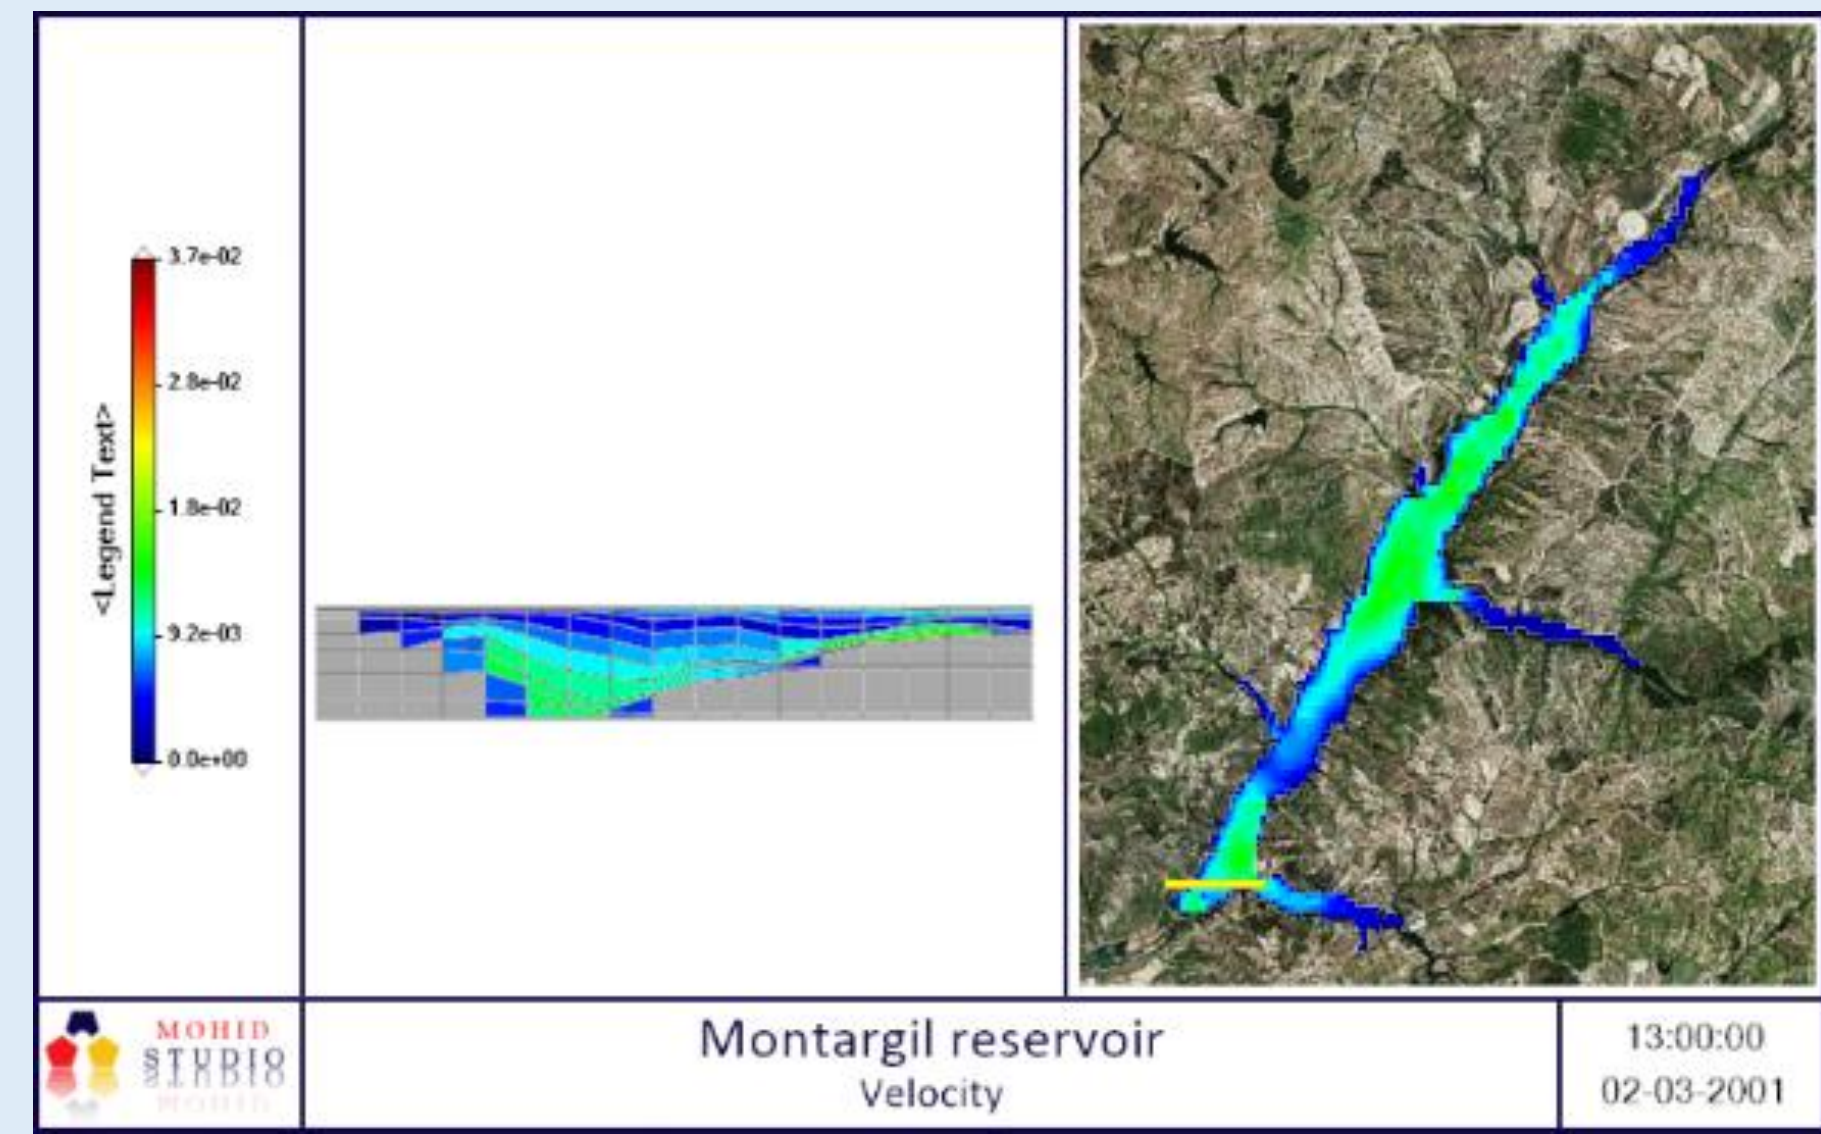 3.7e-02
2.8e-02
1.8e-02
9.2e-03
0.0e+00
<Legend Text>
MOHID
STUDIO
Montargil reservoir
Velocity
13:00:00
02-03-2001